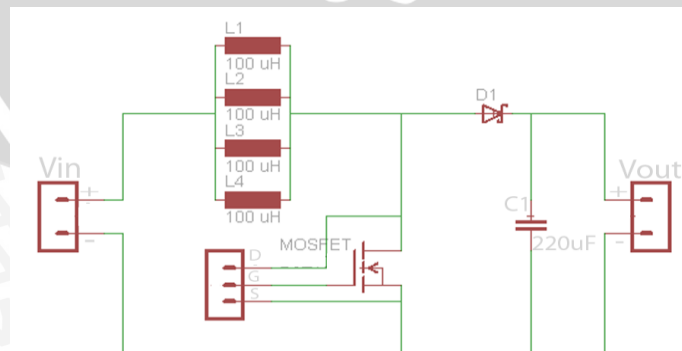 L1
100 uH
L2
100 uH
L3
100 uH
L4
100 uH
D1
Vin
+
-
Vout
+
-
C1
220uF
MOSFET
D
G
S